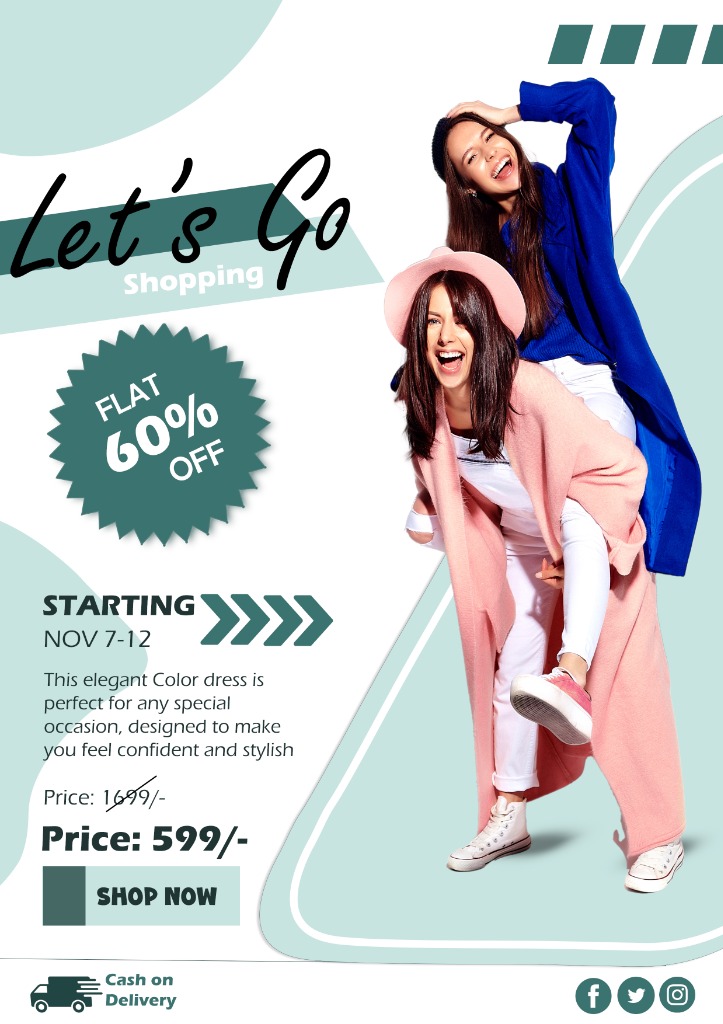 Let's Go
Shopping
FLAT
60%
OFF
STARTING
NOV 7-12
This elegant Color dress is
perfect for any special
occasion, designed to make
you feel confident and stylish
Price: 1699/-
Price: 599/-
SHOP NOW
Cash on
Delivery